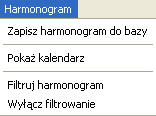 Harmonogram
Zapisz harmonogram do bazy
Pokaż kalendarz
Filtruj harmonogram
Wyłącz filtrowanie